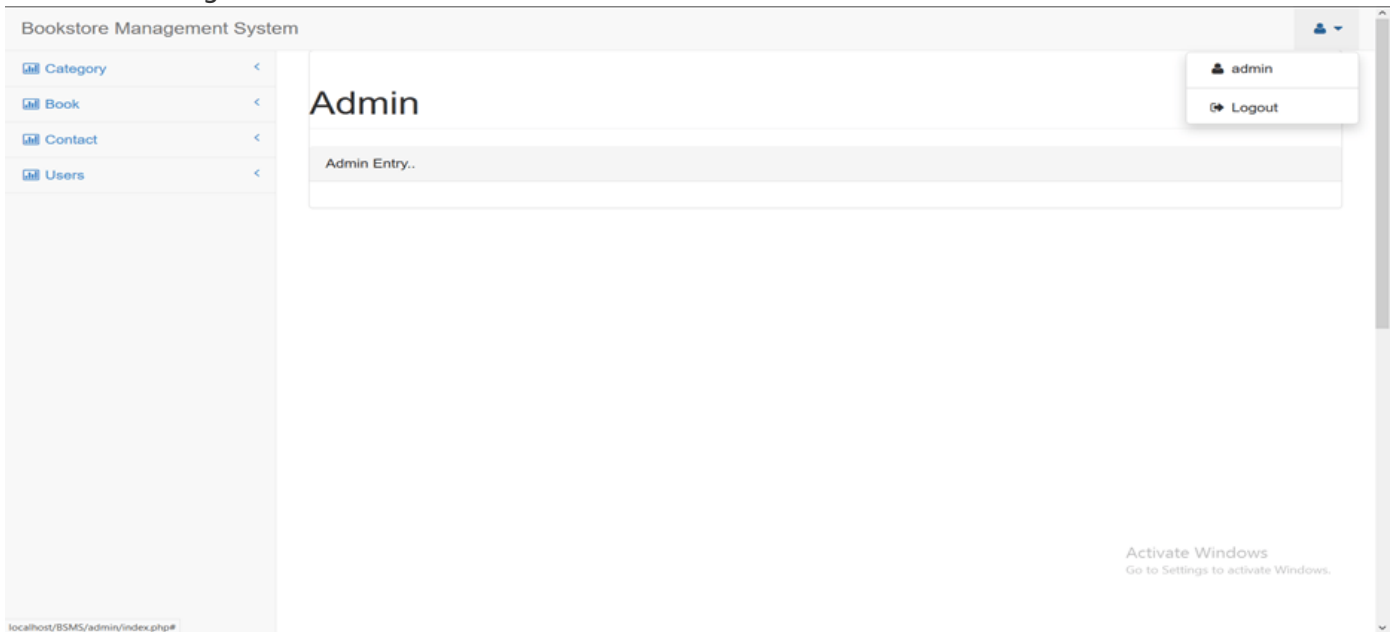 Bookstore Management System
Category
Book
Contact
Users
Admin
Admin Entry..
admin
Logout
Activate Windows
Go to Settings to activate Windows.
localhost/BSMS/admin/index.php#